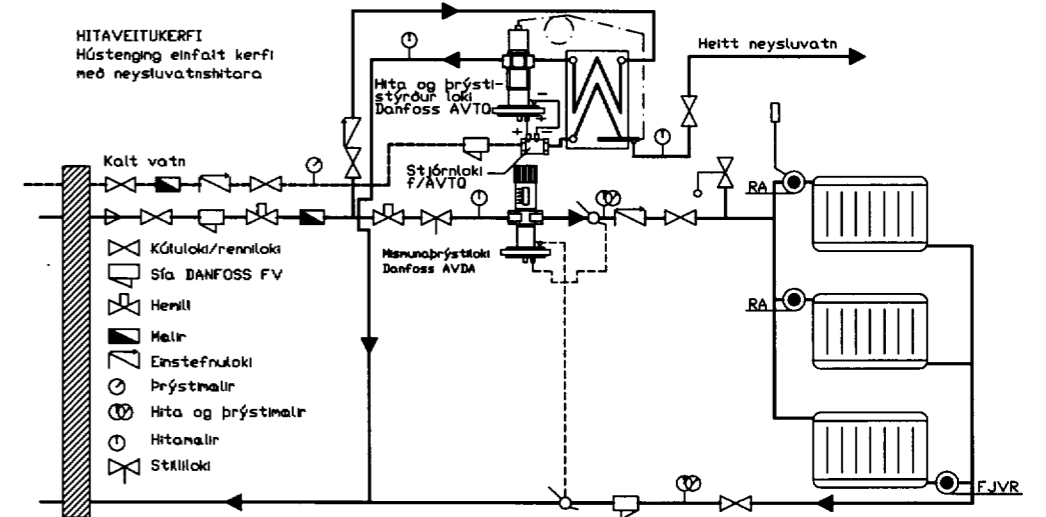 HITAVEITUKERFI
Hústenging einfalt kerfi
með neysluvatnshitara
Hita og þrýsti-
stýrður loki
Danfoss AVTQ
Heitt neysluvatn
Kalt vatn
Stjórnloki
f/AVTQ
Mismunaþrýstiloki
Danfoss AVDA
RA
RA
FJVR
Kúluloki/renniloki
Sía DANFOSS FV
Hemill
Mælir
Einstefnuloki
Þrýstimælir
Hita og þrýstimælir
Hitamælir
Stilliloki